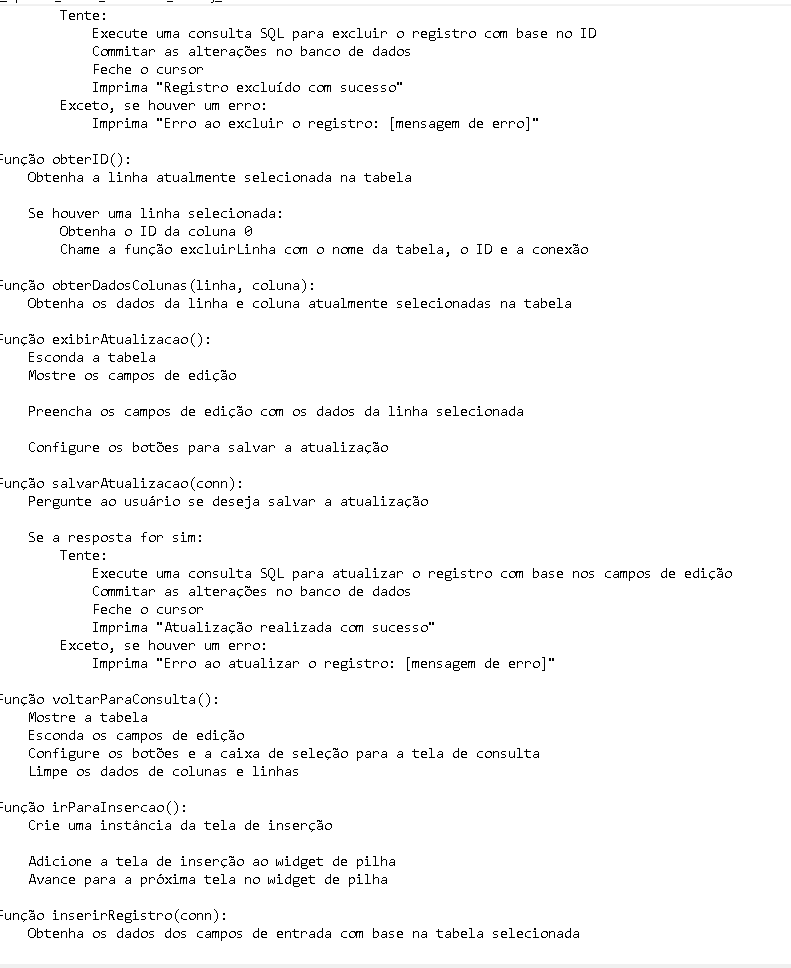 Tente:
Execute uma consulta SQL para excluir o registro com base no ID
Commitar as alterações no banco de dados
Feche o cursor
Imprima "Registro excluído com sucesso"
Exceto, se houver um erro:
Imprima "Erro ao excluir o registro: [mensagem de erro]"
Função obterID():
Obtenha a linha atualmente selecionada na tabela
Se houver uma linha selecionada:
Obtenha o ID da coluna 0
Chame a função excluirLinha com o nome da tabela, o ID e a conexão
Função obterDadosColunas(linha, coluna):
Obtenha os dados da linha e coluna atualmente selecionadas na tabela
Função exibirAtualizacao():
Esconda a tabela
Mostre os campos de edição
Preencha os campos de edição com os dados da linha selecionada
Configure os botões para salvar a atualização
Função salvarAtualizacao(conn):
Pergunte ao usuário se deseja salvar a atualização
Se a resposta for sim:
Tente:
Execute uma consulta SQL para atualizar o registro com base nos campos de edição
Commitar as alterações no banco de dados
Feche o cursor
Imprima "Atualização realizada com sucesso"
Exceto, se houver um erro:
Imprima "Erro ao atualizar o registro: [mensagem de erro]"
Função voltarParaConsulta():
Mostre a tabela
Esconda os campos de edição
Configure os botões e a caixa de seleção para a tela de consulta
Limpe os dados de colunas e linhas
Função irParaInsercao():
Crie uma instância da tela de inserção
Adicione a tela de inserção ao widget de pilha
Avance para a próxima tela no widget de pilha
Função inserirRegistro(conn):
Obtenha os dados dos campos de entrada com base na tabela selecionada